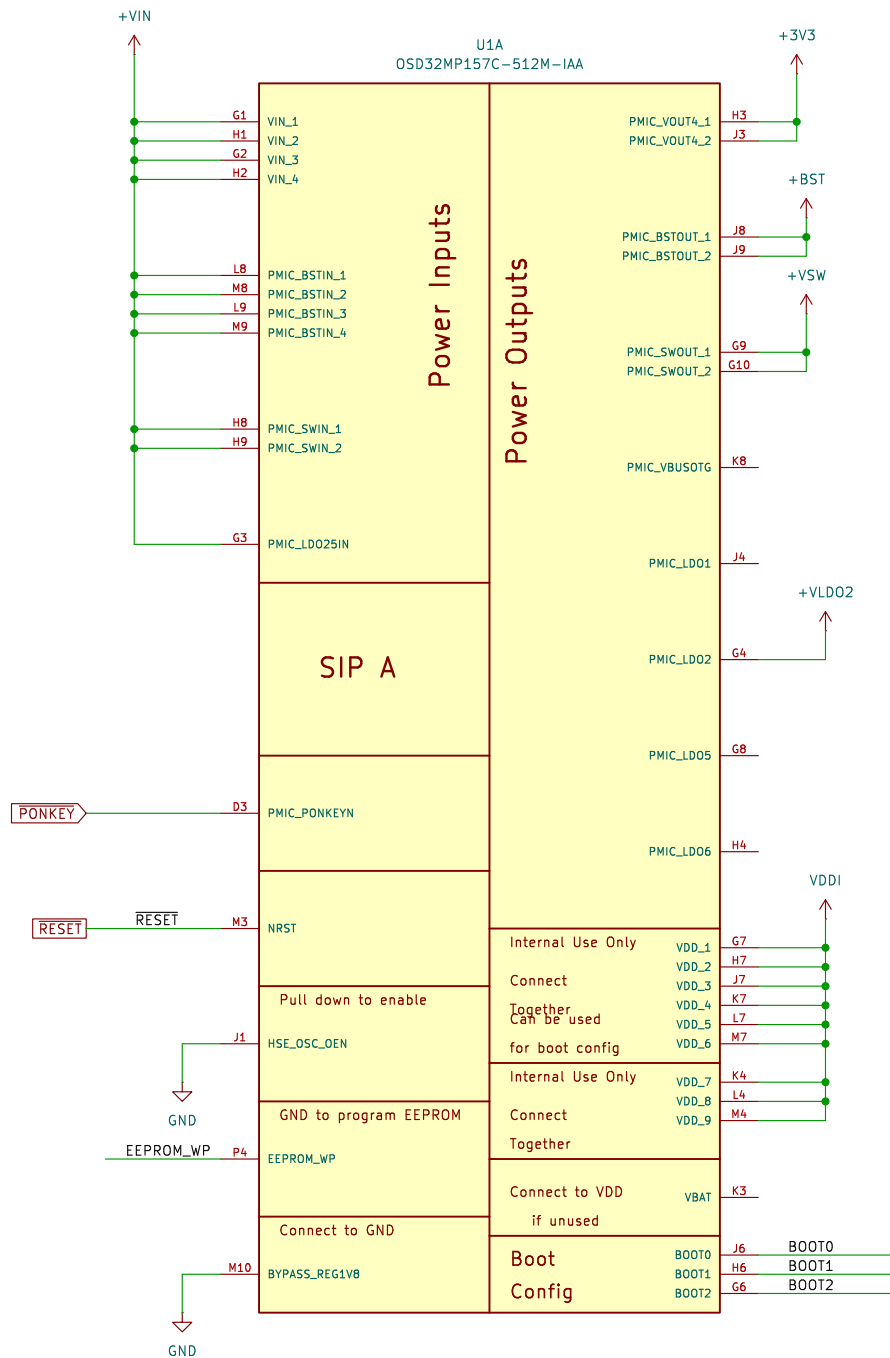 +VIN
U1A
OSD32MP157C-512M-IAA
+3V3
G1 VIN_1
H1 VIN_2
G2 VIN_3
H2 VIN_4
L8 PMIC_BSTIN_1
M8 PMIC_BSTIN_2
L9 PMIC_BSTIN_3
M9 PMIC_BSTIN_4
H8 PMIC_SWIN_1
H9 PMIC_SWIN_2
G3 PMIC_LDO25IN
Power Inputs
SIP A
PONKEY
D3 PMIC_PONKEYN
RESET
RESET
M3 NRST
Pull down to enable
J1 HSE_OSC_OEN
GND
GND to program EEPROM
EEPROM_WP
P4 EEPROM_WP
Connect to GND
M10 BYPASS_REG1V8
GND
Power Outputs
PMIC_VOUT4_1 H3
PMIC_VOUT4_2 J3
+BST
PMIC_BSTOUT_1 J8
PMIC_BSTOUT_2 J9
+VSW
PMIC_SWOUT_1 G9
PMIC_SWOUT_2 G10
PMIC_VBUSOTG K8
PMIC_LDO1 J4
+VLDO2
PMIC_LDO2 G4
PMIC_LDO5 G8
PMIC_LDO6 H4
VDDI
Internal Use Only
Connect
Together
Can be used
for boot config
VDD_1 G7
VDD_2 H7
VDD_3 J7
VDD_4 K7
VDD_5 L7
VDD_6 M7
Internal Use Only
Connect
Together
VDD_7 K4
VDD_8 L4
VDD_9 M4
Connect to VDD
if unused
VBAT K3
Boot
Config
BOOT0 J6 BOOT0
BOOT1 H6 BOOT1
BOOT2 G6 BOOT2